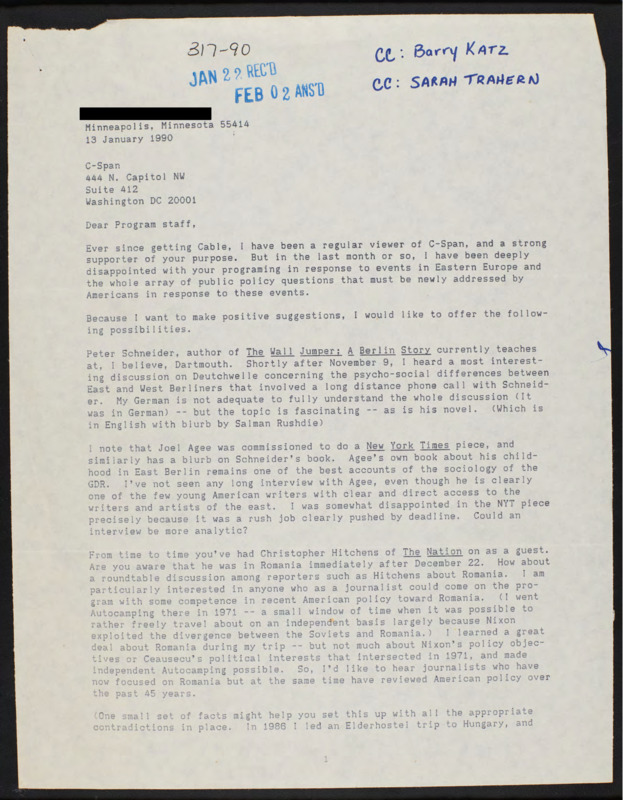 317-90
JAN 22 REC'D
FEB 02 ANS'D
CC: Barry KATZ
CC: SARAH TRAHERN
Minneapolis, Minnesota 55414
13 January 1990
C-Span
444 N. Capitol NW
Suite 412
Washington DC 20001
Dear Program staff,
Ever since getting Cable, I have been a regular viewer of C-Span, and a strong
supporter of your purpose. But in the last month or so, I have been deeply
disappointed with your programing in response to events in Eastern Europe and
the whole array of public policy questions that must be newly addressed by
Americans in response to these events.
Because I want to make positive suggestions, I would like to offer the follow-
ing possibilities.
Peter Schneider, author of The Wall Jumper: A Berlin Story currently teaches
at, I believe, Dartmouth. Shortly after November 9, I heard a most interest-
ing discussion on Deutchwelle concerning the psycho-social differences between
East and West Berliners that involved a long distance phone call with Schneid-
er. My German is not adequate to fully understand the whole discussion (It
was in German) -- but the topic is fascinating -- as is his novel. (Which is
in English with blurb by Salman Rushdie)
I note that Joel Agee was commissioned to do a New York Times piece, and
similarly has a blurb on Schneider's book. Agee's own book about his child-
hood in East Berlin remains one of the best accounts of the sociology of the
GDR. I've not seen any long interview with Agee, even though he is clearly
one of the few young American writers with clear and direct access to the
writers and artists of the east. I was somewhat disappointed in the NYT piece
precisely because it was a rush job clearly pushed by deadline. Could an
interview be more analytic?
From time to time you've had Christopher Hitchens of The Nation on as a guest.
Are you aware that he was in Romania immediately after December 22. How about
a roundtable discussion among reporters such as Hitchens about Romania. I am
particularly interested in anyone who as a journalist could come on the pro-
gram with some competence in recent American policy toward Romania. (I went
Autocamping there in 1971 -- a small window of time when it was possible to
rather freely travel about on an independent basis largely because Nixon
exploited the divergence between the Soviets and Romania.) I learned a great
deal about Romania during my trip -- but not much about Nixon's policy objec-
tives or Ceausecu's political interests that intersected in 1971, and made
independent Autocamping possible. So, I'd like to hear journalists who have
now focused on Romania but at the same time have reviewed American policy over
the past 45 years.
(One small set of facts might help you set this up with all the appropriate
contradictions in place. In 1986 I led an Elderhostel trip to Hungary, and
1